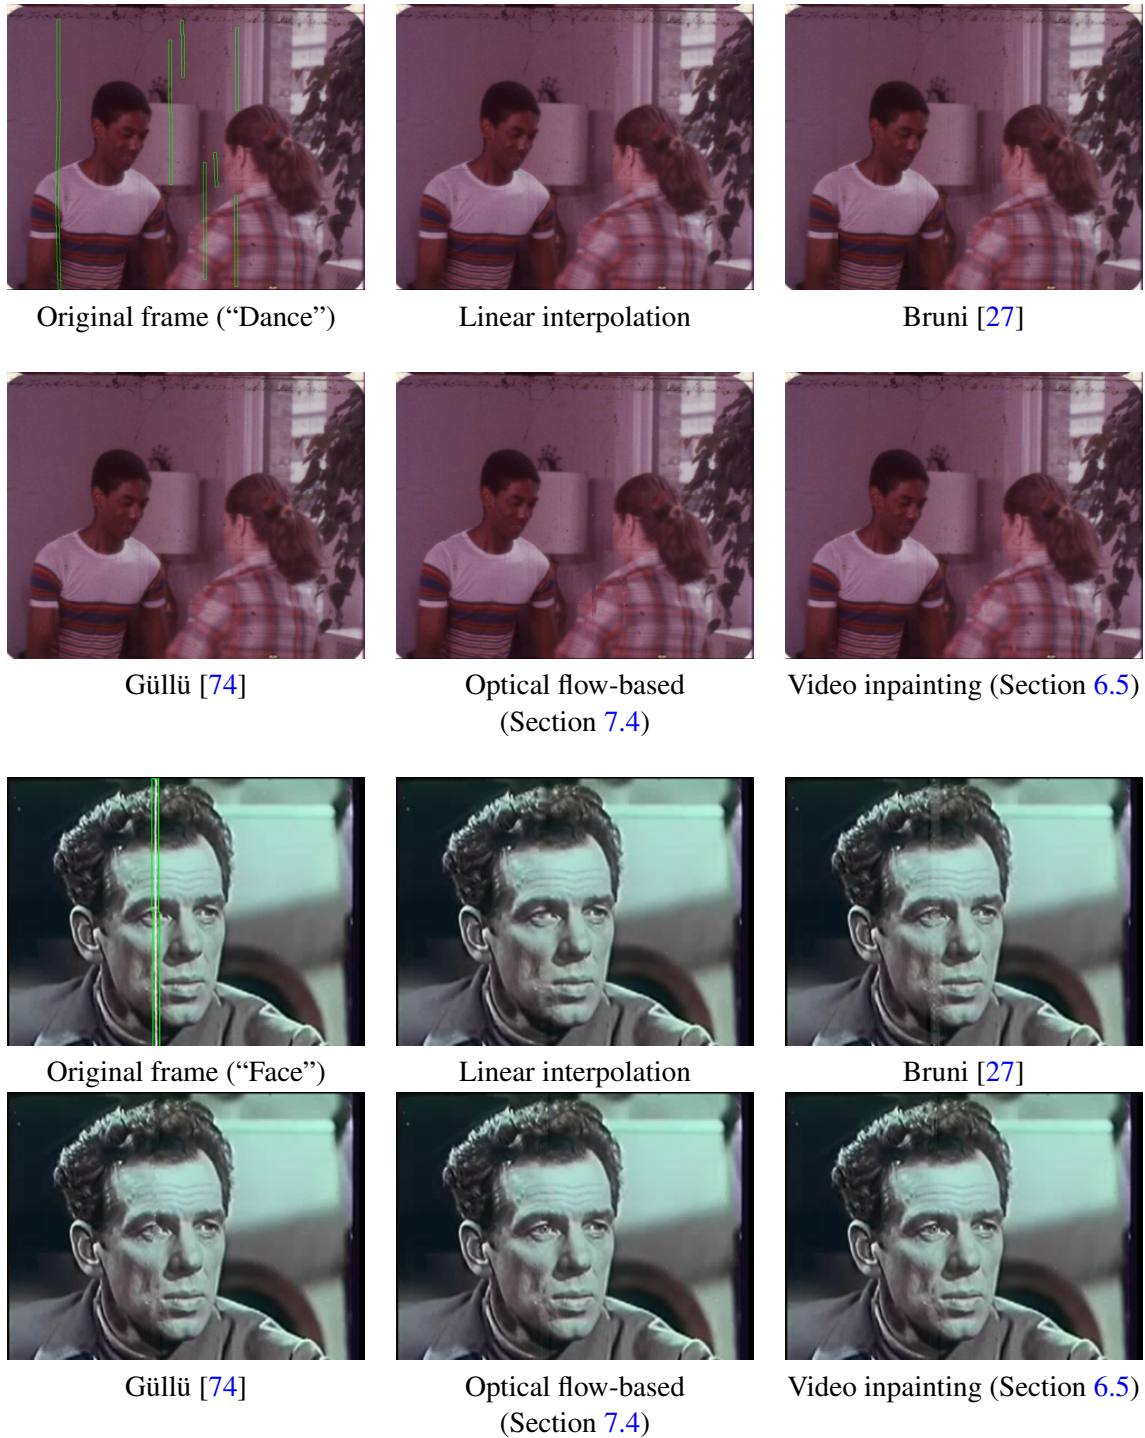 Original frame (“Dance”)
Linear interpolation
Bruni [27]
Güllü [74]
Optical flow-based
(Section 7.4)
Video inpainting (Section 6.5)
Original frame (“Face”)
Linear interpolation
Bruni [27]
Güllü [74]
Optical flow-based
(Section 7.4)
Video inpainting (Section 6.5)